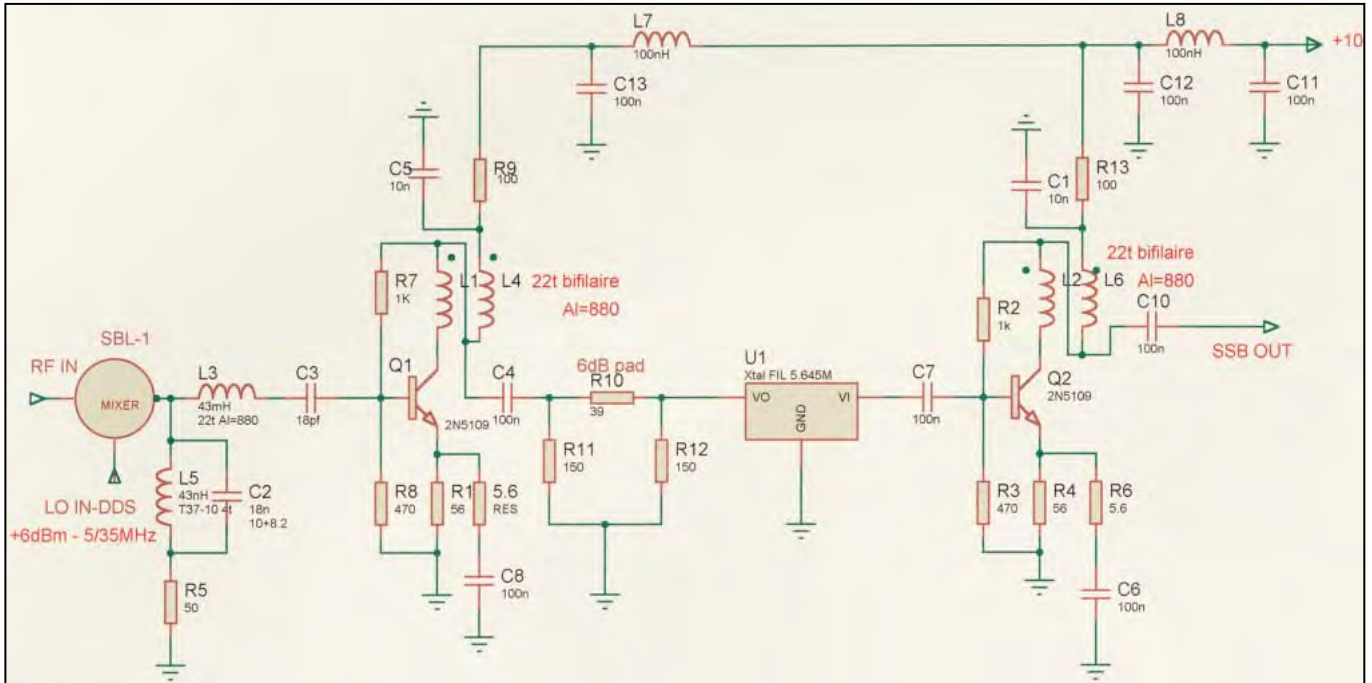 L7
100nH
L8
100nH
+10
C13
100n
C12
100n
C11
100n
C5
10n
R9
100
C1
10n
R13
100
R7
1K
L1
L4
22t bifilaire
Al=880
R2
1k
L2
L6
22t bifilaire
Al=880
C10
100n
SSB OUT
SBL-1
RF IN
MIXER
L3
43mH
22t Al=880
C3
18pf
Q1
2N5109
C4
100n
6dB pad
R10
39
U1
Xtal FIL 5.645M
VO
VI
GND
C7
100n
Q2
2N5109
R11
150
R12
150
L5
43nH
T37-10 4t
C2
18n
10+8.2
LO IN-DDS
+6dBm - 5/35MHz
R8
470
R1
56
5.6
RES
R3
470
R4
56
R6
5.6
R5
50
C8
100n
C6
100n